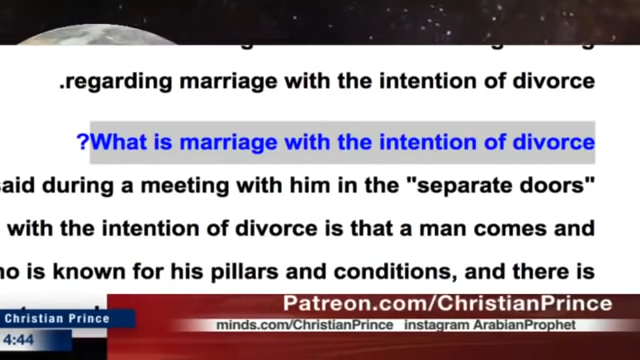 .regarding marriage with the intention of divorce
?What is marriage with the intention of divorce
said during a meeting with him in the "separate doors"
with the intention of divorce is that a man comes and
is known for his pillars and conditions, and there is
Patreon.com/ChristianPrince
Christian Prince
minds.com/ChristianPrince instagram ArabianProphet
4:44